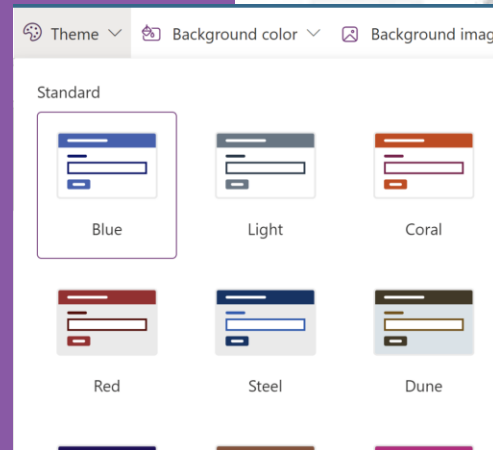 Theme Background color Background imag
Standard
Blue Light Coral
Red Steel Dune